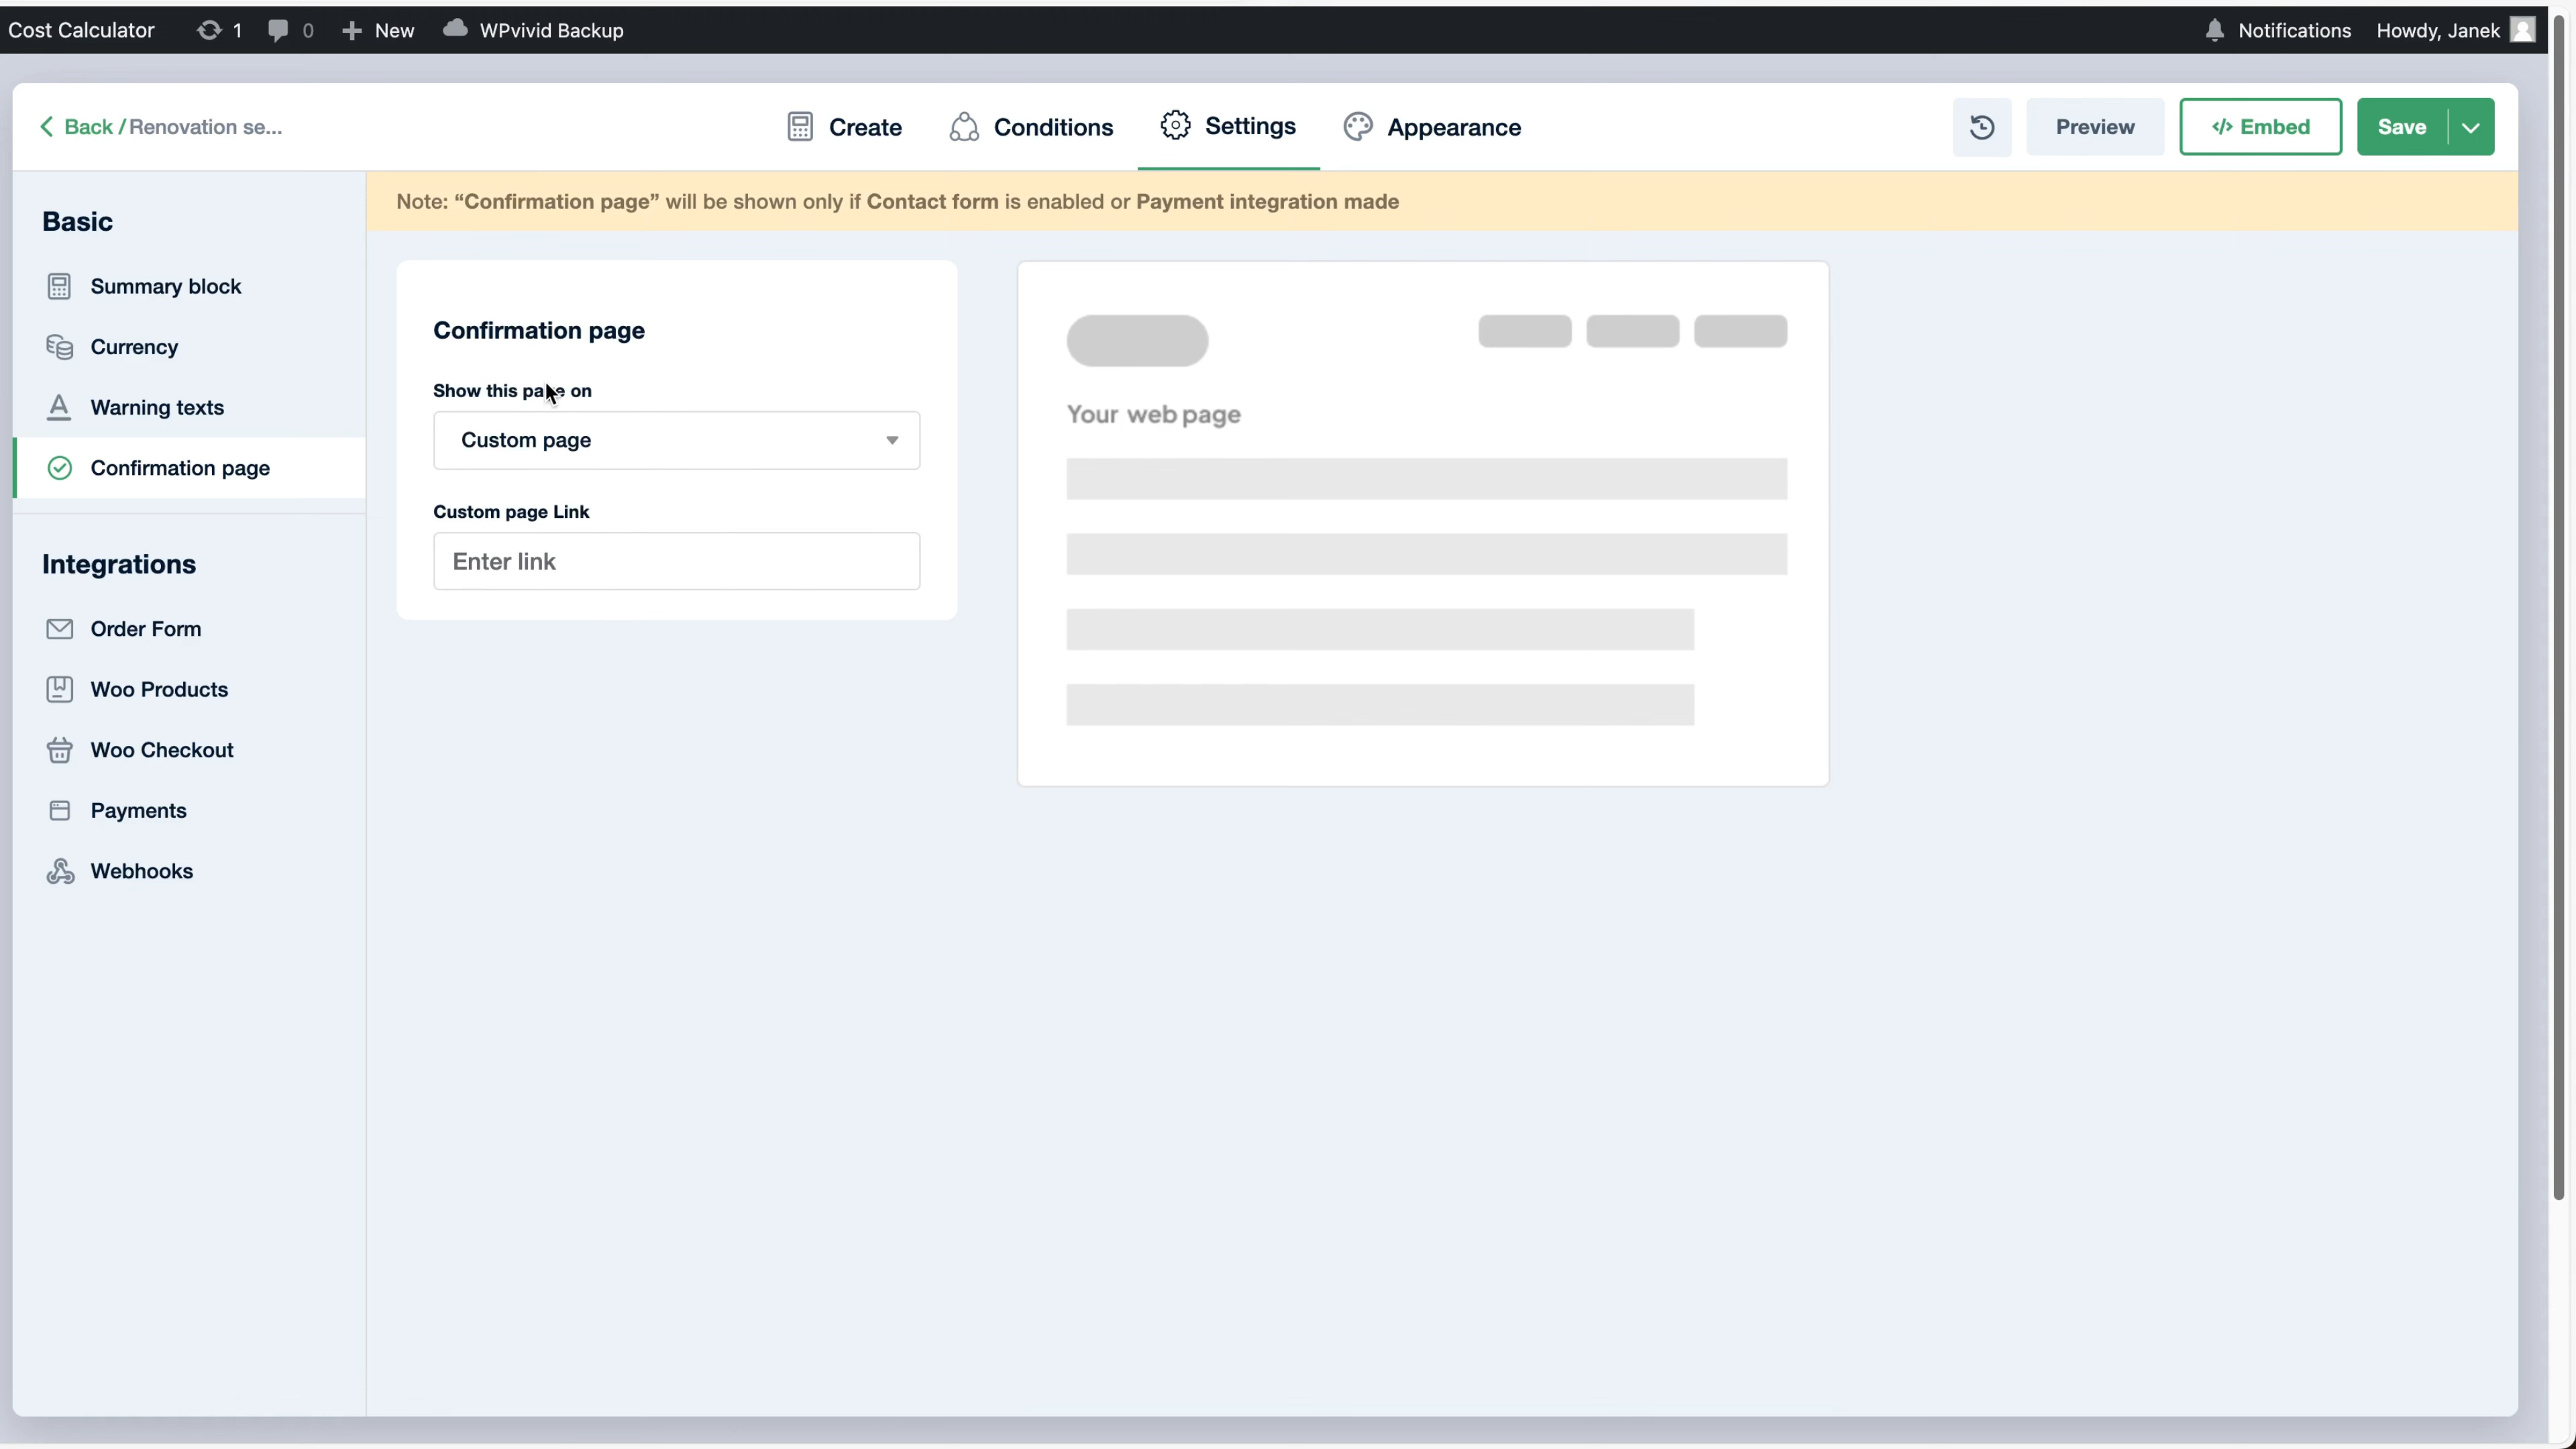 Cost Calculator 1 0 New WPvivid Backup Notifications Howdy, Janek
Back / Renovation se... Create Conditions Settings Appearance Preview </> Embed Save
Note: “Confirmation page” will be shown only if Contact form is enabled or Payment integration made
Basic
Summary block
Currency
Warning texts
Confirmation page
Integrations
Order Form
Woo Products
Woo Checkout
Payments
Webhooks
Confirmation page
Show this page on
Custom page
Custom page Link
Enter link
Your web page